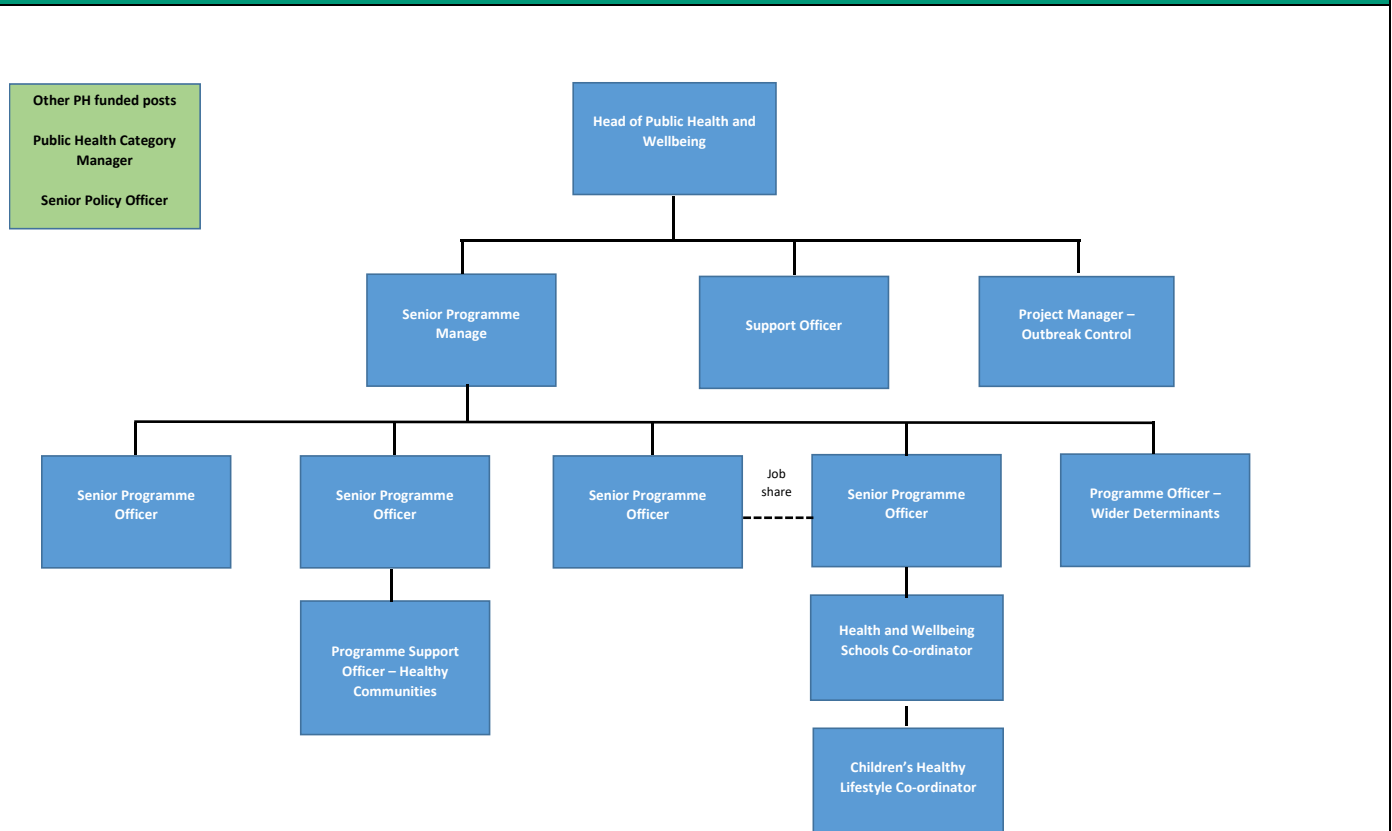 Other PH funded posts
Public Health Category
Manager
Senior Policy Officer
Head of Public Health and
Wellbeing
Senior Programme
Manage
Support Officer
Project Manager –
Outbreak Control
Senior Programme
Officer
Senior Programme
Officer
Senior Programme
Officer
Job
share
Senior Programme
Officer
Programme Officer –
Wider Determinants
Programme Support
Officer – Healthy
Communities
Health and Wellbeing
Schools Co-ordinator
Children’s Healthy
Lifestyle Co-ordinator